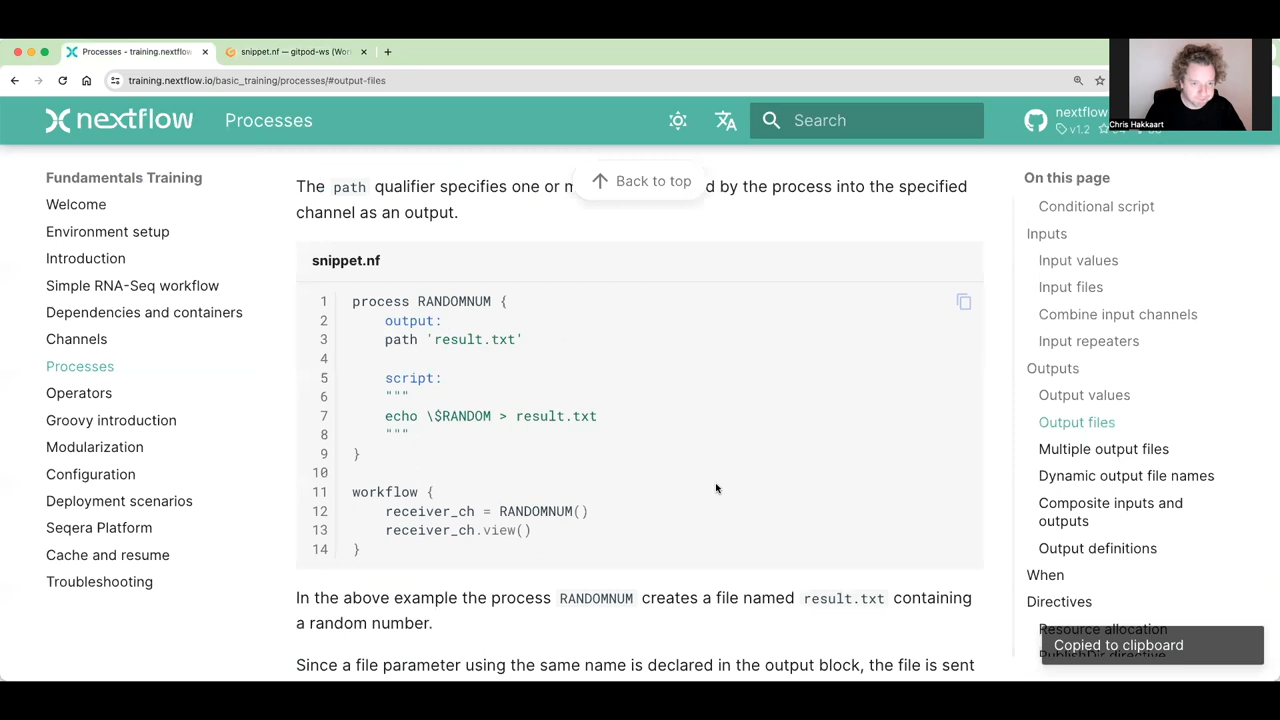 Processes - training.nextflow
snippet.nf — gitpod-ws (Wor
training.nextflow.io/basic_training/processes/#output-files
nextflow
Processes
Search
nextflow
v1.2
Chris Hakkaart
Fundamentals Training
Welcome
Environment setup
Introduction
Simple RNA-Seq workflow
Dependencies and containers
Channels
Processes
Operators
Groovy introduction
Modularization
Configuration
Deployment scenarios
Seqera Platform
Cache and resume
Troubleshooting
Back to top
The path qualifier specifies one or m d by the process into the specified
channel as an output.
snippet.nf
1 process RANDOMNUM {
2 output:
3 path 'result.txt'
4
5 script:
6 """
7 echo \$RANDOM > result.txt
8 """
9 }
10
11 workflow {
12 receiver_ch = RANDOMNUM()
13 receiver_ch.view()
14 }
In the above example the process RANDOMNUM creates a file named result.txt containing
a random number.
Since a file parameter using the same name is declared in the output block, the file is sent
On this page
Conditional script
Inputs
Input values
Input files
Combine input channels
Input repeaters
Outputs
Output values
Output files
Multiple output files
Dynamic output file names
Composite inputs and
outputs
Output definitions
When
Directives
Resource allocation
Copied to clipboard
PublishDir directive